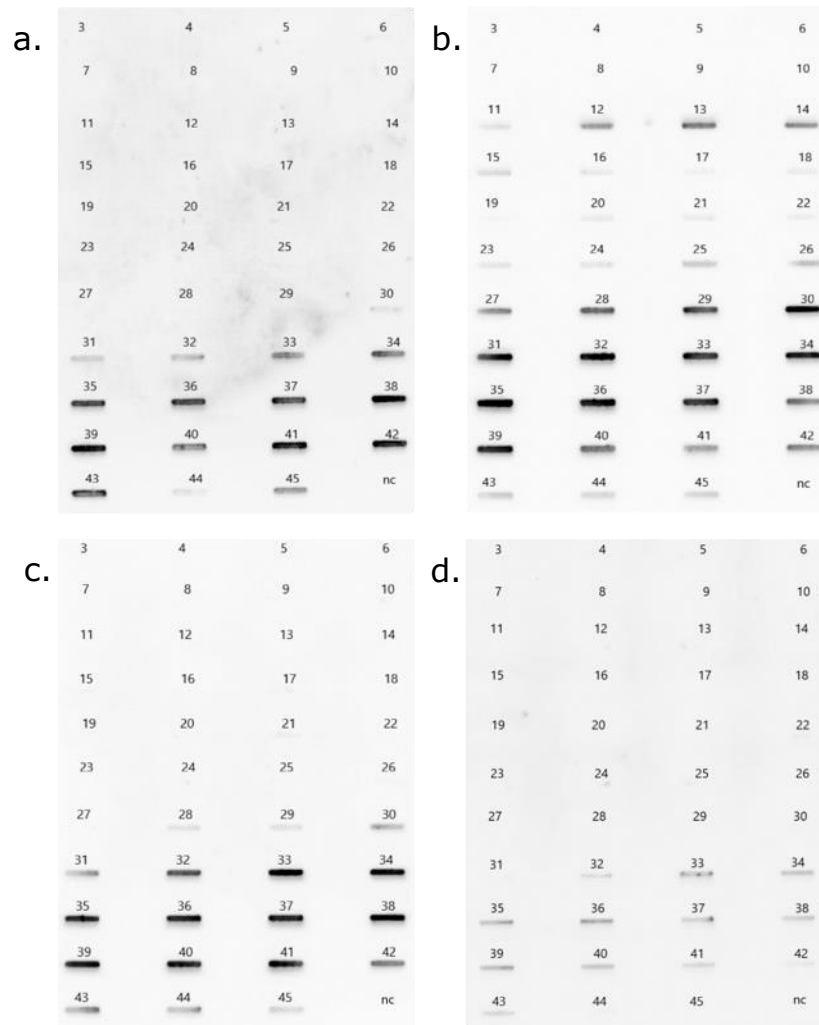 a.
3 4 5 6
7 8 9 10
11 12 13 14
15 16 17 18
19 20 21 22
23 24 25 26
27 28 29 30
31 32 33 34
35 36 37 38
39 40 41 42
43 44 45 nc
b.
3 4 5 6
7 8 9 10
11 12 13 14
15 16 17 18
19 20 21 22
23 24 25 26
27 28 29 30
31 32 33 34
35 36 37 38
39 40 41 42
43 44 45 nc
c.
3 4 5 6
7 8 9 10
11 12 13 14
15 16 17 18
19 20 21 22
23 24 25 26
27 28 29 30
31 32 33 34
35 36 37 38
39 40 41 42
43 44 45 nc
d.
3 4 5 6
7 8 9 10
11 12 13 14
15 16 17 18
19 20 21 22
23 24 25 26
27 28 29 30
31 32 33 34
35 36 37 38
39 40 41 42
43 44 45 nc